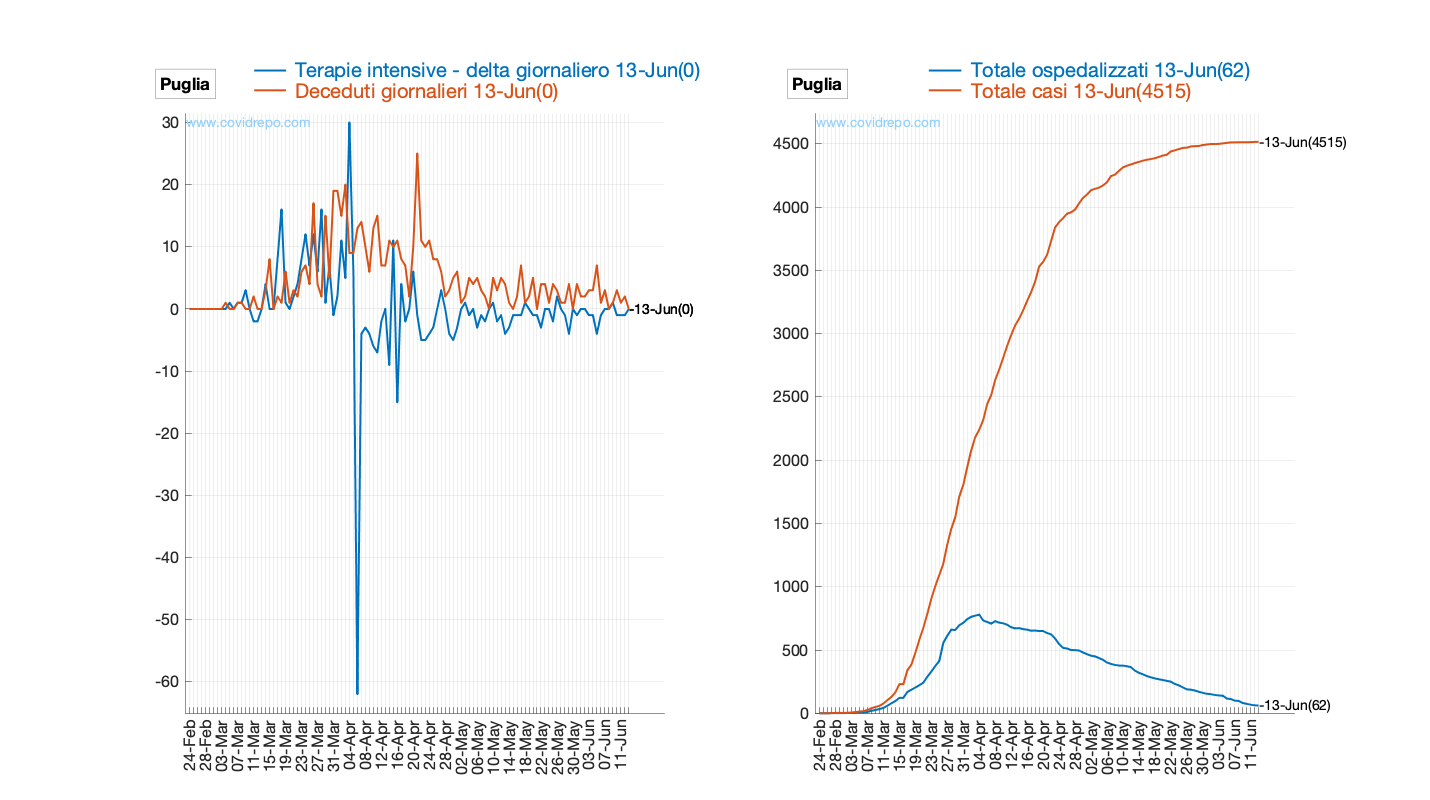 Puglia
Terapie intensive - delta giornaliero 13-Jun(0)
Deceduti giornalieri 13-Jun(0)
www.covidrepo.com
30
20
10
0
-10
-20
-30
-40
-50
-60
-13-Jun(0)
24-Feb
28-Feb
03-Mar
07-Mar
11-Mar
15-Mar
19-Mar
23-Mar
27-Mar
31-Mar
04-Apr
08-Apr
12-Apr
16-Apr
20-Apr
24-Apr
28-Apr
02-May
06-May
10-May
14-May
18-May
22-May
26-May
30-May
03-Jun
07-Jun
11-Jun
Puglia
Totale ospedalizzati 13-Jun(62)
Totale casi 13-Jun(4515)
www.covidrepo.com
4500
4000
3500
3000
2500
2000
1500
1000
500
0
-13-Jun(4515)
-13-Jun(62)
24-Feb
28-Feb
03-Mar
07-Mar
11-Mar
15-Mar
19-Mar
23-Mar
27-Mar
31-Mar
04-Apr
08-Apr
12-Apr
16-Apr
20-Apr
24-Apr
28-Apr
02-May
06-May
10-May
14-May
18-May
22-May
26-May
30-May
03-Jun
07-Jun
11-Jun